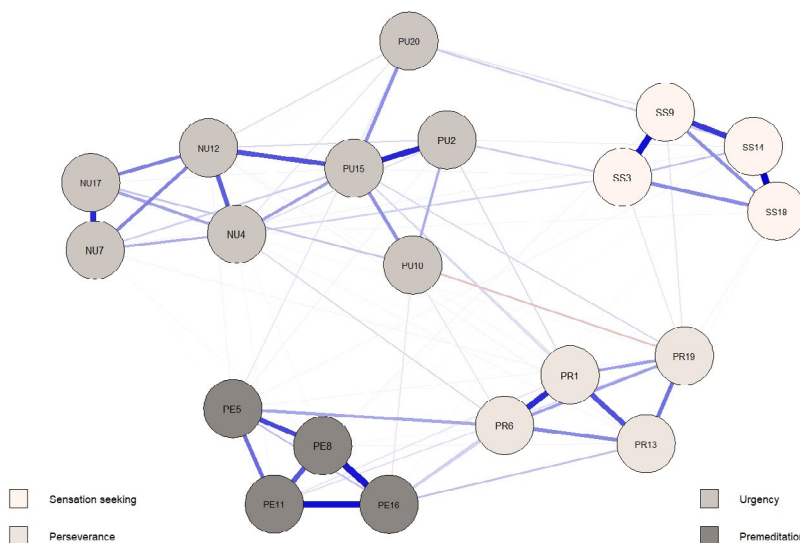 PU20
SS9
PU2
NU12
SS14
PU15
SS3
NU17
SS18
NU4
NU7
PU10
PR19
PR1
PE5
PR6
PE8
PR13
PE11
PE16
Sensation seeking
Urgency
Perseveration
Premeditation